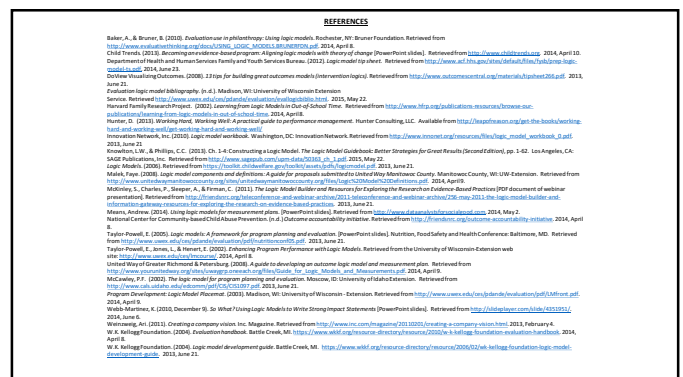 REFERENCES
Baker, A., & Bruner, B. (2010). Evaluation use in philanthropy: Using logic models. Rochester, NY: Bruner Foundation. Retrieved from
http://www.evaluativethinking.org/docs/USING_LOGIC_MODELS.BRUNERFDN.pdf. 2014, April 8.
Child Trends. (2013). Becoming an evidence-based program: Aligning logic models with theory of change [PowerPoint slides]. Retrieved from http://www.childtrends.org. 2014, April 10.
Department of Health and Human Services Family and Youth Services Bureau. (2012). Logic model tip sheet. Retrieved from http://www.acf.hhs.gov/sites/default/files/fysb/prep-logic-
model-ts.pdf, 2014, June 23.
DoView Visualizing Outcomes. (2008). 13 tips for building great outcomes models (intervention logics). Retrieved from http://www.outcomescentral.org/materials/tipsheet266.pdf. 2013,
June 21.
Evaluation logic model bibliography. (n.d.). Madison, WI: University of Wisconsin Extension
Service. Retrieved from http://www.uwex.edu/ces/pdande/evaluation/evallogicbiblio.html. 2015, May 22.
Harvard Family Research Project. (2002). Learning from Logic Models in Out-of-School Time. Retrieved from http://www.hfrp.org/publications-resources/browse-our-
publications/learning-from-logic-models-in-out-of-school-time. 2014, April 8.
Hunter, D. (2013). Working Hard, Working Well: A practical guide to performance management. Hunter Consulting, LLC. Available from http://leapofreason.org/get-the-books/working-
hard-and-working-well/get-working-hard-and-working-well/
Innovation Network, Inc. (2010). Logic model workbook. Washington, DC: Innovation Network. Retrieved from http://www.innonet.org/resources/files/logic_model_workbook_0.pdf.
2013, June 21
Knowlton, L.W., & Phillips, C.C. (2013). Ch. 1-4: Constructing a Logic Model. The Logic Model Guidebook: Better Strategies for Great Results (Second Edition), pp. 1-62. Los Angeles, CA:
SAGE Publications, Inc. Retrieved from http://www.sagepub.com/upm-data/50363_ch_1.pdf. 2015, May 22.
Logic Models. (2006). Retrieved from https://toolkit.childwelfare.gov/toolkit/assets/pdfs/logicmodel.pdf. 2013, June 21.
Malek, Faye. (2008). Logic model components and definitions: A guide for proposals submitted to United Way Manitowoc County. Manitowoc County, WI: UW-Extension. Retrieved from
http://www.unitedwaymanitowoccounty.org/sites/unitedwaymanitowoccounty.org/files/Logic%20Model%20Definitions.pdf. 2014, April 9.
McKinley, S., Charles, P., Sleeper, A., & Firman, C. (2011). The Logic Model Builder and Resources for Exploring the Research on Evidence-Based Practices [PDF document of webinar
presentation]. Retrieved from http://friendsnrc.org/teleconference-and-webinar-archive/2011-teleconference-and-webinar-archive/256-may-2011-the-logic-model-builder-and-
information-gateway-resources-for-exploring-the-research-on-evidence-based-practices. 2013, June 21.
Means, Andrew. (2014). Using logic models for measurement plans. [PowerPoint slides]. Retrieved from http://www.dataanalystsforsocialgood.com. 2014, May 2.
National Center for Community-based Child Abuse Prevention. (n.d.) Outcome accountability initiative. Retrieved from http://friendsnrc.org/outcome-accountability-initiative. 2014, April
8.
Taylor-Powell, E. (2005). Logic models: A framework for program planning and evaluation. [PowerPoint slides]. Nutrition, Food Safety and Health Conference: Baltimore, MD. Retrieved
from http://www.uwex.edu/ces/pdande/evaluation/pdf/nutritionconf05.pdf. 2013, June 21.
Taylor-Powell, E., Jones, L., & Henert, E. (2002). Enhancing Program Performance with Logic Models. Retrieved from the University of Wisconsin-Extension web
site: http://www.uwex.edu/ces/lmcourse/, 2014, April 8.
United Way of Greater Richmond & Petersburg. (2008). A guide to developing an outcome logic model and measurement plan. Retrieved from
http://www.yourunitedway.org/sites/uwaygrp.oneeach.org/files/Guide_for_Logic_Models_and_Measurements.pdf. 2014, April 9.
McCawley, P.F. (2002). The logic model for program planning and evaluation. Moscow, ID: University of Idaho Extension. Retrieved from
http://www.cals.uidaho.edu/edcomm/pdf/CIS/CIS1097.pdf. 2013, June 21.
Program Development: Logic Model Placemat. (2003). Madison, WI: University of Wisconsin - Extension. Retrieved from http://www.uwex.edu/ces/pdande/evaluation/pdf/LMfront.pdf.
2014, April 9.
Webb-Martinez, K. (2010, December 9). So What? Using Logic Models to Write Strong Impact Statements [PowerPoint slides]. Retrieved from http://slideplayer.com/slide/4351951/.
2014, June 6.
Weinzweig, Ari. (2011). Creating a company vision. Inc. Magazine. Retrieved from http://www.inc.com/magazine/20110201/creating-a-company-vision.html. 2013, February 4.
W.K. Kellogg Foundation. (2004). Evaluation handbook. Battle Creek, MI. https://www.wkkf.org/resource-directory/resource/2010/w-k-kellogg-foundation-evaluation-handbook. 2014,
April 8.
W.K. Kellogg Foundation. (2004). Logic model development guide. Battle Creek, MI. https://www.wkkf.org/resource-directory/resource/2006/02/wk-kellogg-foundation-logic-model-
development-guide. 2013, June 21.